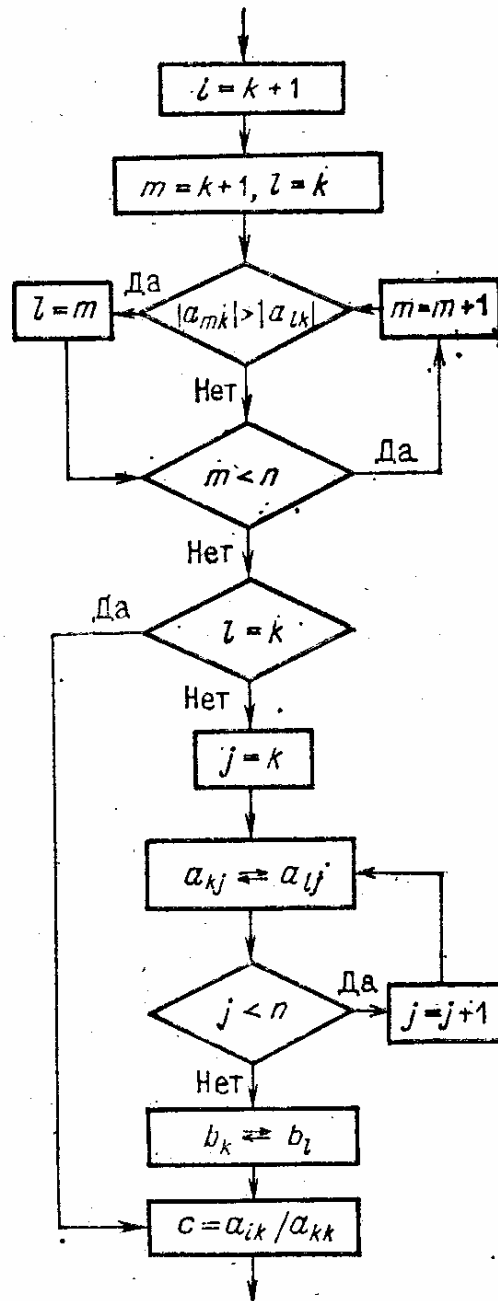 i = k + 1
m = k + 1, l = k
Да
l = m
|a_mk| > |a_lk|
m = m + 1
Нет
m < n
Да
Нет
Да
l = k
Нет
j = k
a_kj ⇄ a_lj
j < n
Да
j = j + 1
Нет
b_k ⇄ b_l
c = a_ik / a_kk